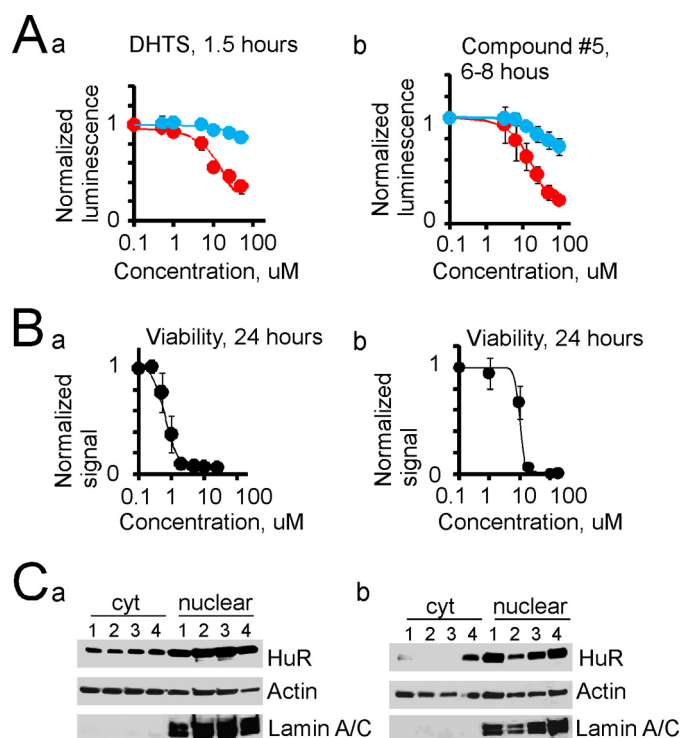 A a DHTS, 1.5 hours
b Compound #5,
6-8 hous
Normalized
luminescence
1
0
0.1 1 10 100
Concentration, uM
Normalized
luminescence
1
0
0.1 1 10 100
Concentration, uM
B a Viability, 24 hours
b Viability, 24 hours
Normalized
signal
1
0
0.1 1 10 100
Concentration, uM
Normalized
signal
1
0
0.1 1 10 100
Concentration, uM
C a
cyt nuclear
1 2 3 4 1 2 3 4
HuR
Actin
Lamin A/C
b
cyt nuclear
1 2 3 4 1 2 3 4
HuR
Actin
Lamin A/C